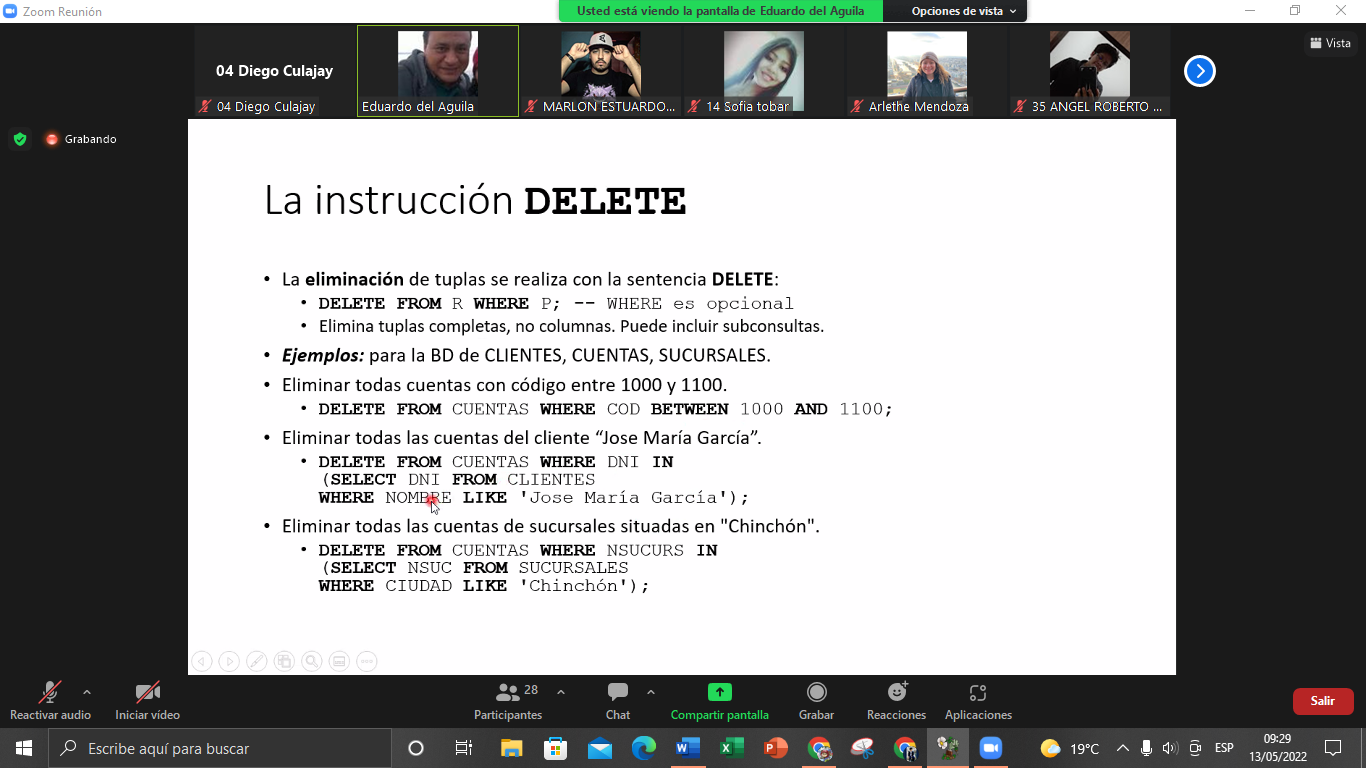 Zoom Reunión
Usted está viendo la pantalla de Eduardo del Aguila
Opciones de vista
04 Diego Culajay
04 Diego Culajay
Eduardo del Aguila
MARLON ESTUARDO...
14 Sofia tobar
Arlethe Mendoza
35 ANGEL ROBERTO ...
Vista
Grabando
La instrucción DELETE
• La eliminación de tuplas se realiza con la sentencia DELETE:
• DELETE FROM R WHERE P; -- WHERE es opcional
• Elimina tuplas completas, no columnas. Puede incluir subconsultas.
• Ejemplos: para la BD de CLIENTES, CUENTAS, SUCURSALES.
• Eliminar todas cuentas con código entre 1000 y 1100.
• DELETE FROM CUENTAS WHERE COD BETWEEN 1000 AND 1100;
• Eliminar todas las cuentas del cliente “Jose María García”.
• DELETE FROM CUENTAS WHERE DNI IN
(SELECT DNI FROM CLIENTES
WHERE NOMBRE LIKE 'Jose María García');
• Eliminar todas las cuentas de sucursales situadas en "Chinchón".
• DELETE FROM CUENTAS WHERE NSUCURS IN
(SELECT NSUC FROM SUCURSALES
WHERE CIUDAD LIKE 'Chinchón');
Reactivar audio
Iniciar vídeo
28
Participantes
Chat
Compartir pantalla
Grabar
Reacciones
Aplicaciones
Salir
Escribe aquí para buscar
19°C
ESP
09:29
13/05/2022